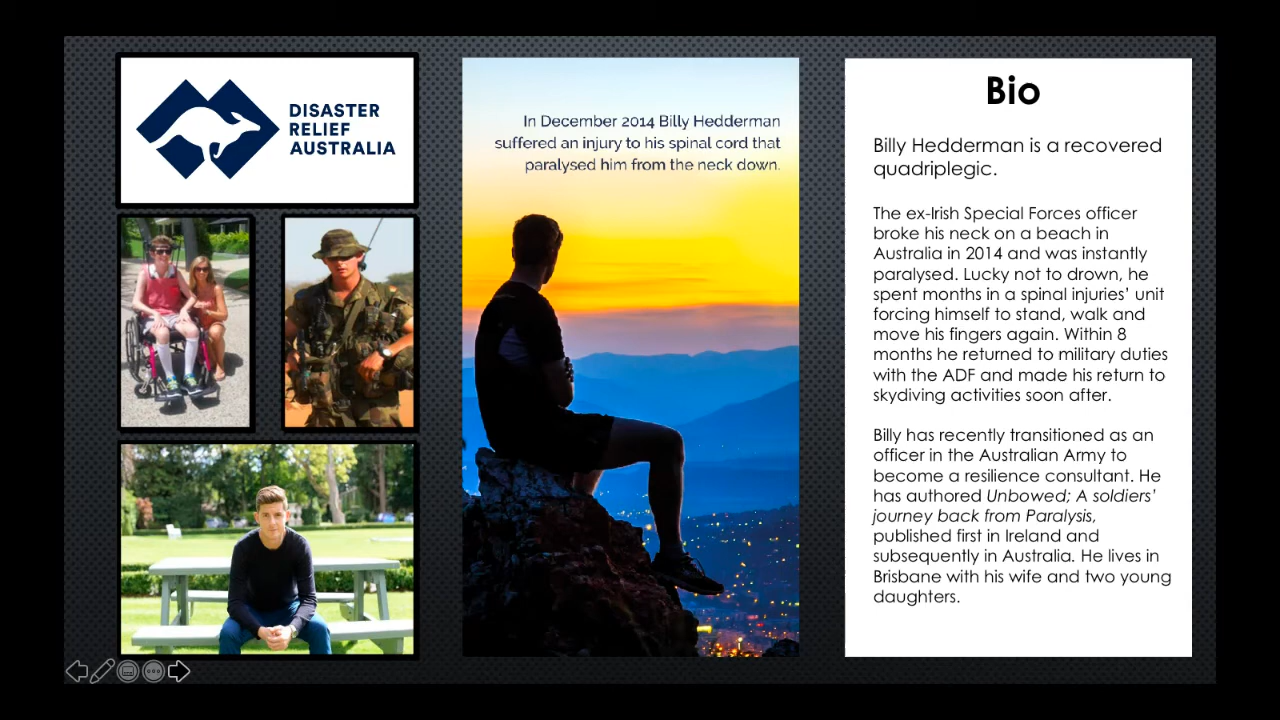 DISASTER
RELIEF
AUSTRALIA
In December 2014 Billy Hedderman
suffered an injury to his spinal cord that
paralysed him from the neck down.
Bio
Billy Hedderman is a recovered
quadriplegic.
The ex-Irish Special Forces officer
broke his neck on a beach in
Australia in 2014 and was instantly
paralysed. Lucky not to drown, he
spent months in a spinal injuries' unit
forcing himself to stand, walk and
move his fingers again. Within 8
months he returned to military duties
with the ADF and made his return to
skydiving activities soon after.
Billy has recently transitioned as an
officer in the Australian Army to
become a resilience consultant. He
has authored Unbowed; A soldiers'
journey back from Paralysis,
published first in Ireland and
subsequently in Australia. He lives in
Brisbane with his wife and two young
daughters.